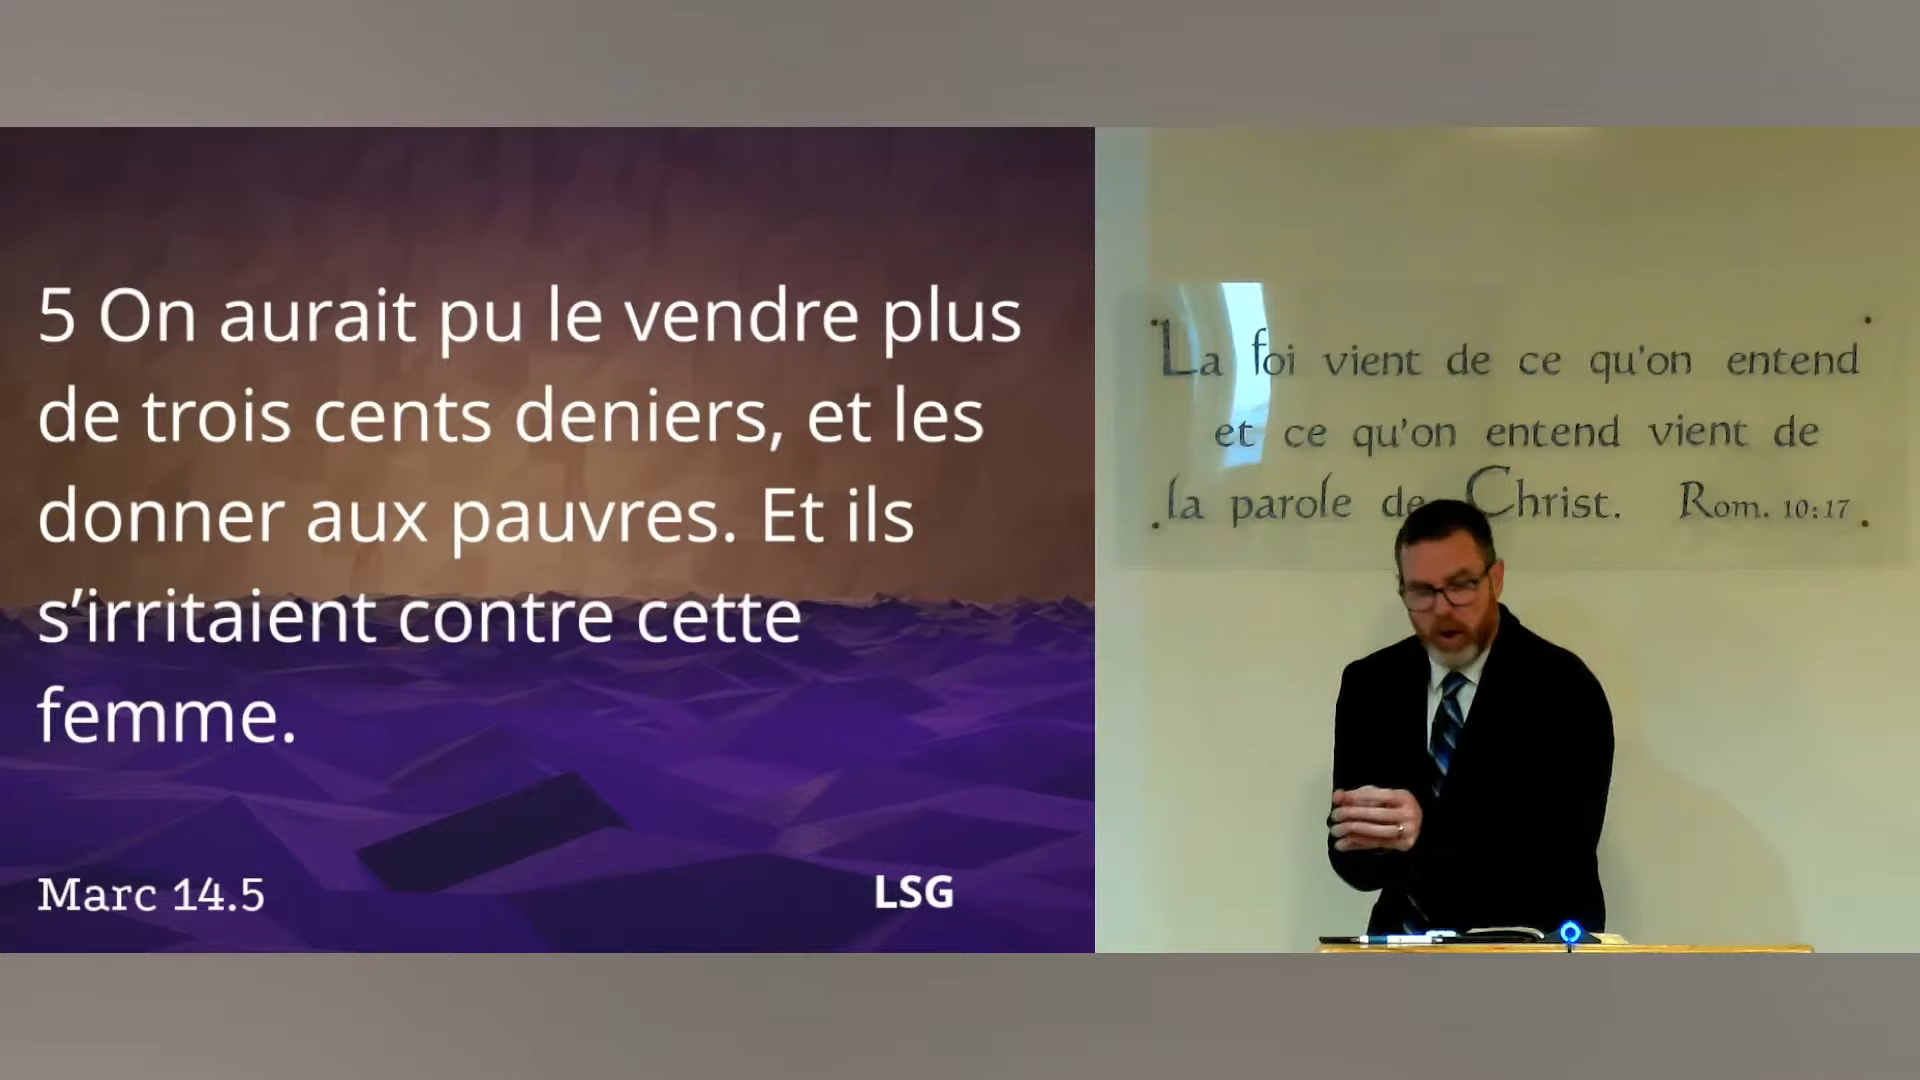 5 On aurait pu le vendre plus
de trois cents deniers, et les
donner aux pauvres. Et ils
s’irritaient contre cette
femme.
Marc 14.5
LSG
La foi vient de ce qu'on entend
et ce qu'on entend vient de
la parole de Christ. Rom. 10:17